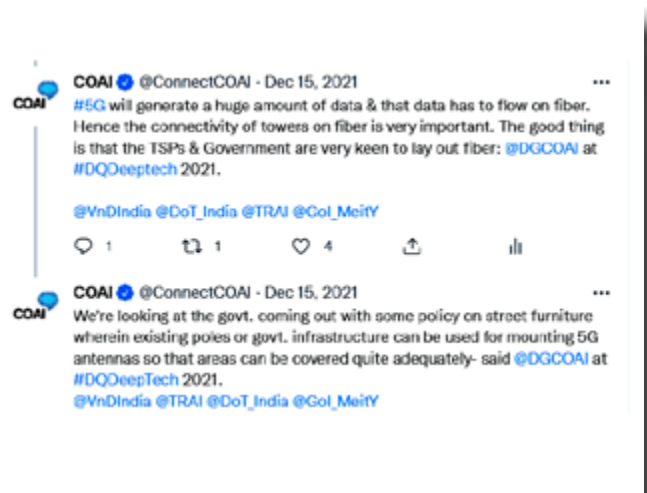 COAI @ConnectCOAI - Dec 15, 2021
COAI
#5G will generate a huge amount of data & that data has to flow on fiber.
Hence the connectivity of towers on fiber is very important. The good thing
is that the TSPs & Government are very keen to lay out fiber: @DGCOAI at
#DQDeeptech 2021.
@VnDIndia @DoT_India @TRAI @GoI_MeitY
1 1 4
COAI @ConnectCOAI - Dec 15, 2021
COAI
We're looking at the govt. coming out with some policy on street furniture
wherein existing poles or govt. infrastructure can be used for mounting 5G
antennas so that areas can be covered quite adequately- said @DGCOAI at
#DQDeepTech 2021.
@VnDIndia @TRAI @DoT_India @GoI_MeitY